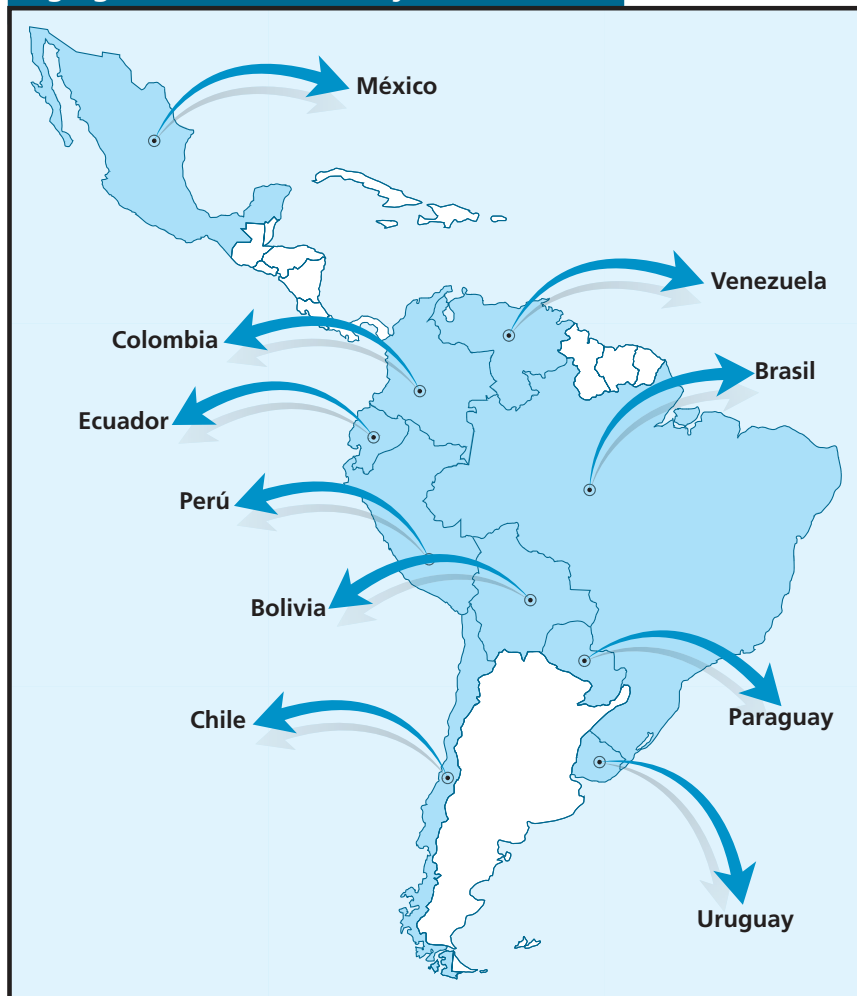 México
Venezuela
Colombia
Brasil
Ecuador
Perú
Bolivia
Chile
Paraguay
Uruguay